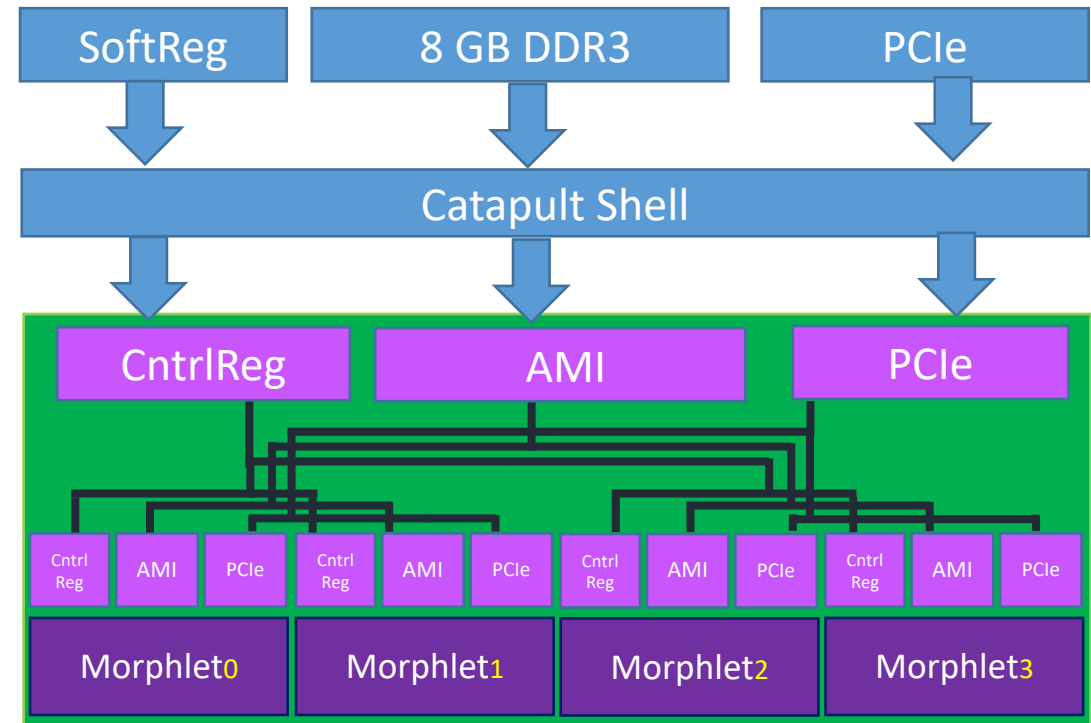 SoftReg
8 GB DDR3
PCIe
Catapult Shell
CntrlReg
AMI
PCIe
Cntrl
Reg
AMI
PCIe
Cntrl
Reg
AMI
PCIe
Cntrl
Reg
AMI
PCIe
Cntrl
Reg
AMI
PCIe
Morphlet0
Morphlet1
Morphlet2
Morphlet3